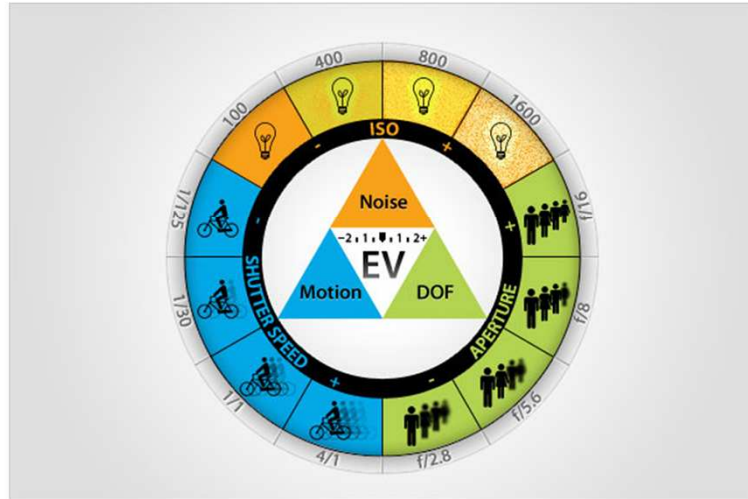 400
800
100
1600
ISO
- +
Noise
1/125
-
+
f/16
-2 1 1 2+
EV
Motion
DOF
1/30
SHUTTER SPEED
APERTURE
f/8
1/1
+
-
f/5.6
4/1
f/2.8